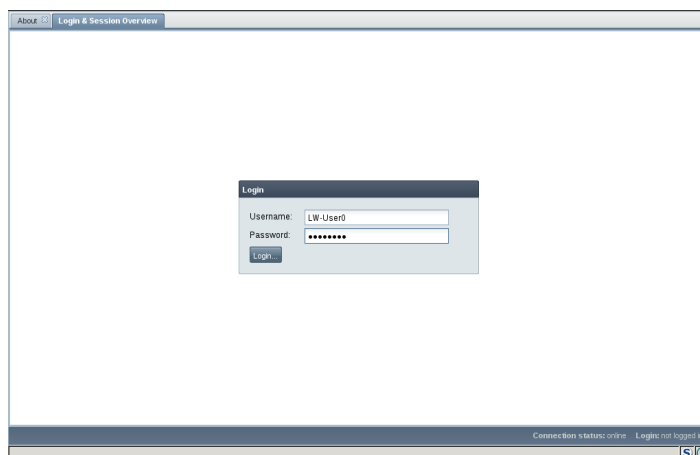 About
Login & Session Overview
Login
Username: LW-User0
Password: ••••••••
Login...
Connection status: online Login: not logged i
S